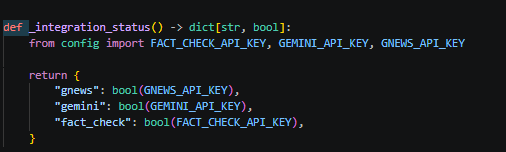 def _integration_status() -> dict[str, bool]:
    from config import FACT_CHECK_API_KEY, GEMINI_API_KEY, GNEWS_API_KEY

    return {
        "gnews": bool(GNEWS_API_KEY),
        "gemini": bool(GEMINI_API_KEY),
        "fact_check": bool(FACT_CHECK_API_KEY),
    }